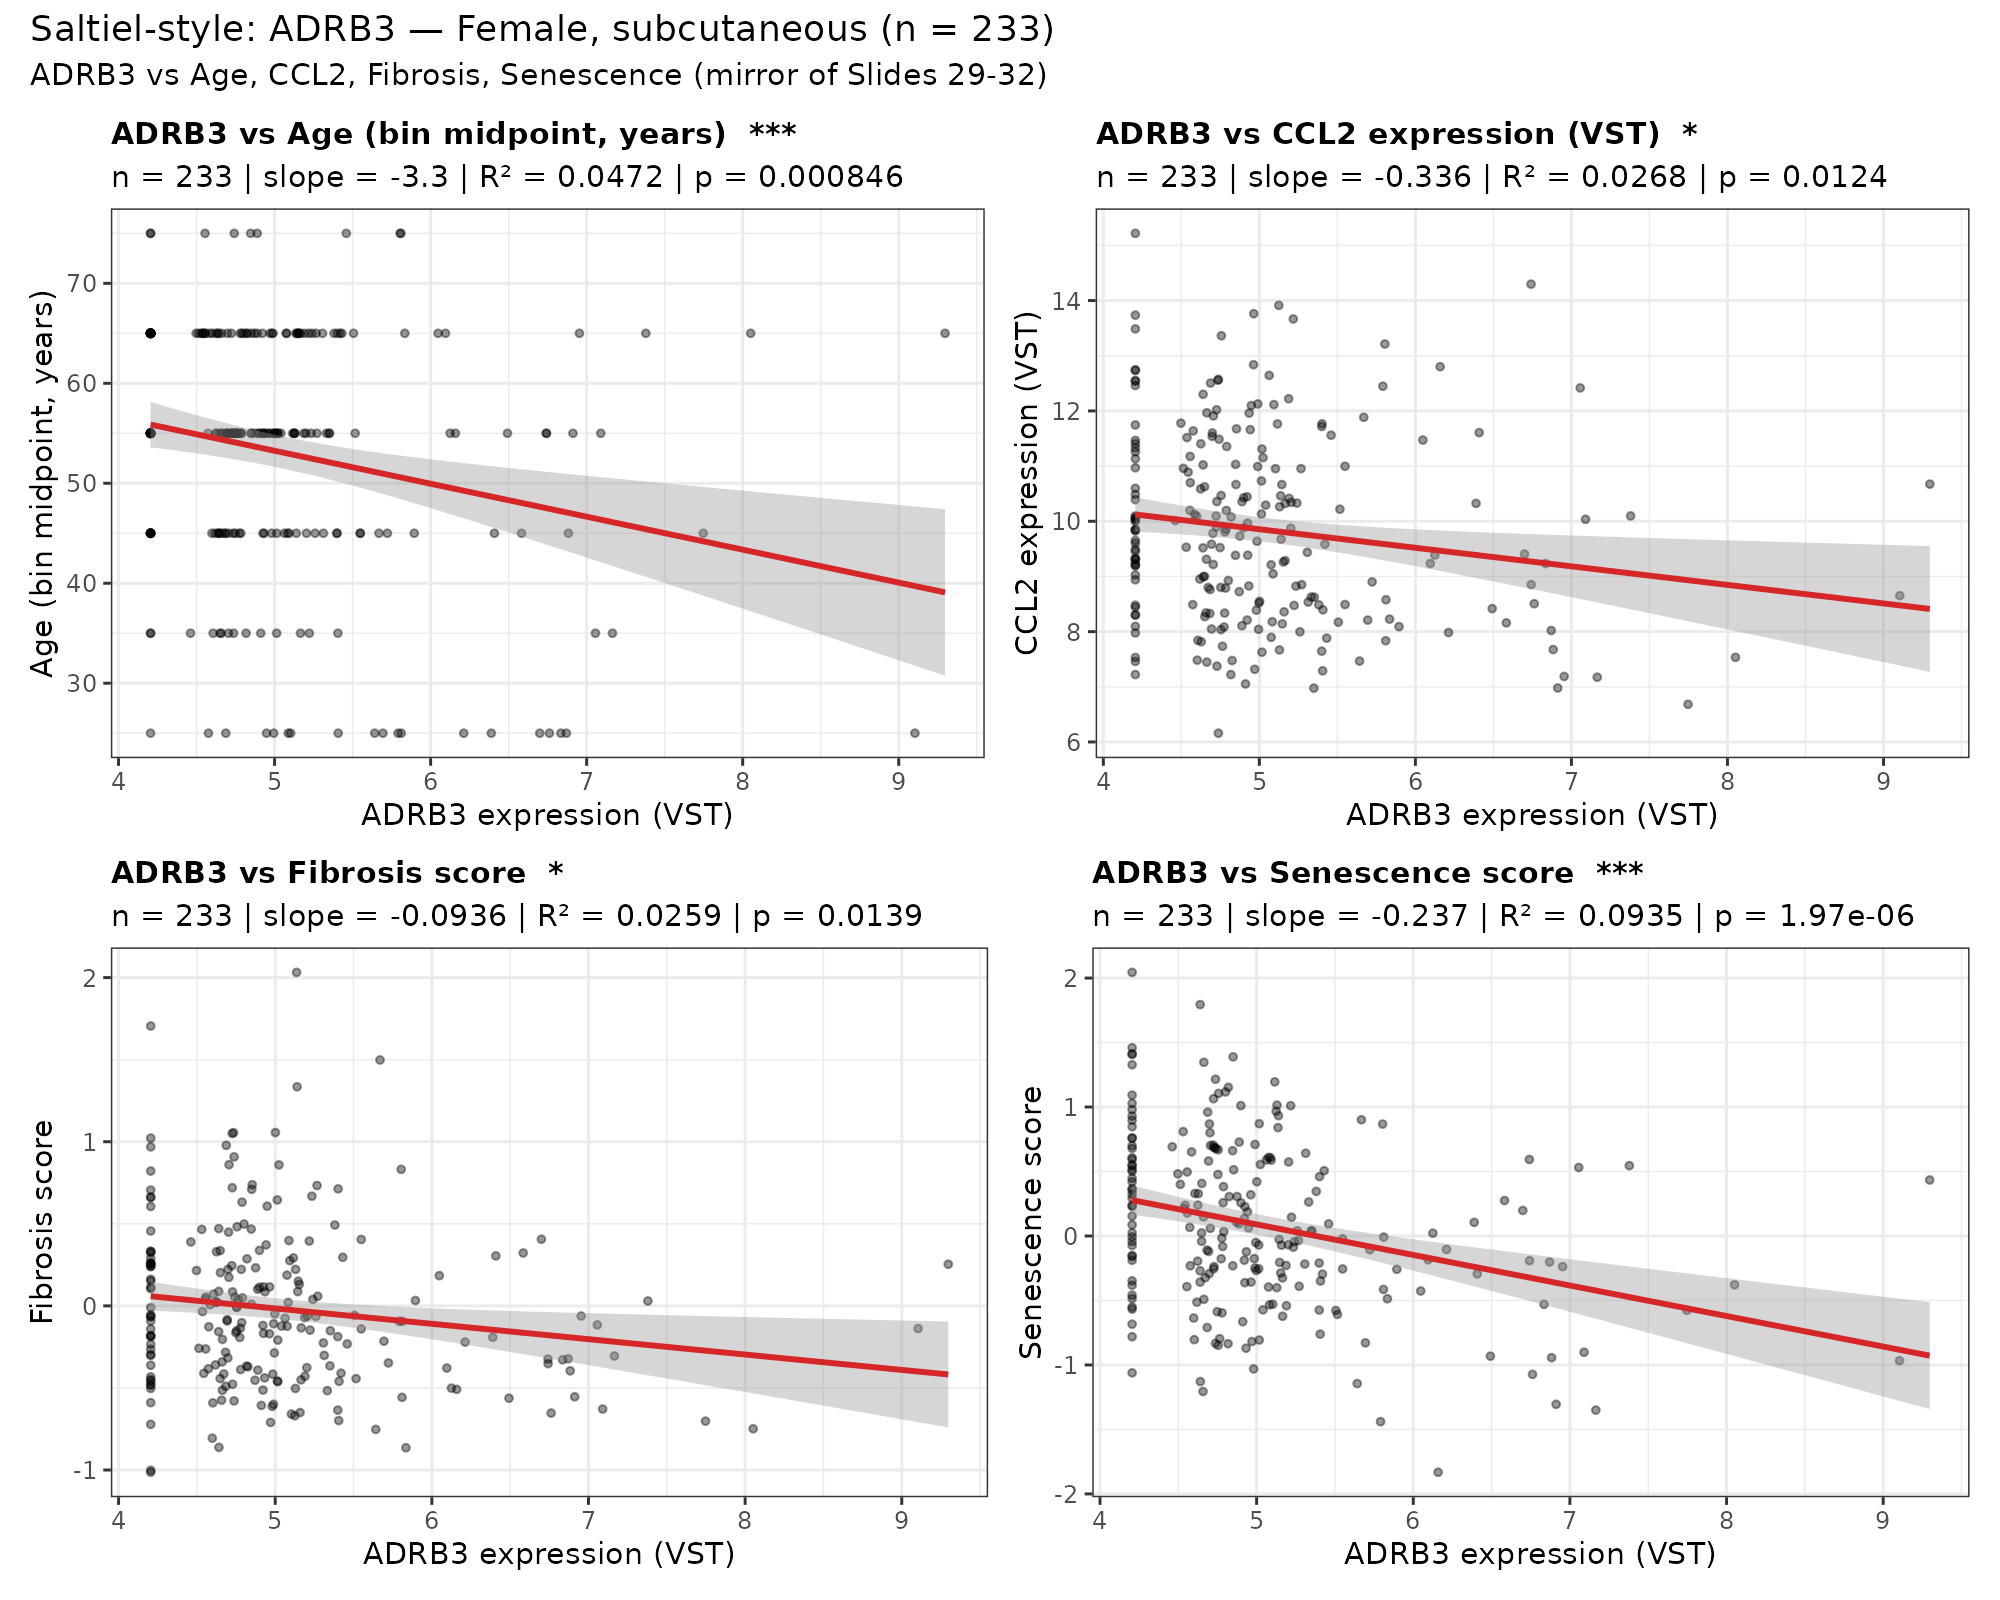 Saltiel-style: ADRB3 — Female, subcutaneous (n = 233)
ADRB3 vs Age, CCL2, Fibrosis, Senescence (mirror of Slides 29-32)
ADRB3 vs Age (bin midpoint, years)  ***
n = 233 | slope = -3.3 | R² = 0.0472 | p = 0.000846
Age (bin midpoint, years)
70
60
50
40
30
4 5 6 7 8 9
ADRB3 expression (VST)
ADRB3 vs CCL2 expression (VST)  *
n = 233 | slope = -0.336 | R² = 0.0268 | p = 0.0124
CCL2 expression (VST)
14
12
10
8
6
4 5 6 7 8 9
ADRB3 expression (VST)
ADRB3 vs Fibrosis score  *
n = 233 | slope = -0.0936 | R² = 0.0259 | p = 0.0139
Fibrosis score
2
1
0
-1
4 5 6 7 8 9
ADRB3 expression (VST)
ADRB3 vs Senescence score  ***
n = 233 | slope = -0.237 | R² = 0.0935 | p = 1.97e-06
Senescence score
2
1
0
-1
-2
4 5 6 7 8 9
ADRB3 expression (VST)